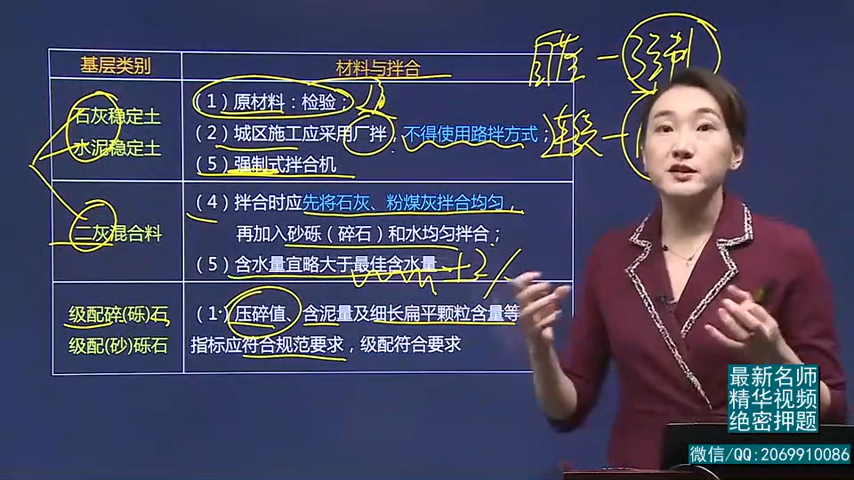 基层类别
材料与拌合
石灰稳定土
水泥稳定土
（1）原材料：检验；
（2）城区施工应采用厂拌，不得使用路拌方式；
（5）强制式拌合机
二灰混合料
（4）拌合时应先将石灰、粉煤灰拌合均匀，
再加入砂砾（碎石）和水均匀拌合；
（5）含水量宜略大于最佳含水量
+2%
级配碎(砾)石
级配(砂)砾石
（1）压碎值、含泥量及细长扁平颗粒含量等
指标应符合规范要求，级配符合要求
强制
连续
最新名师
精华视频
绝密押题
微信/QQ:2069910086